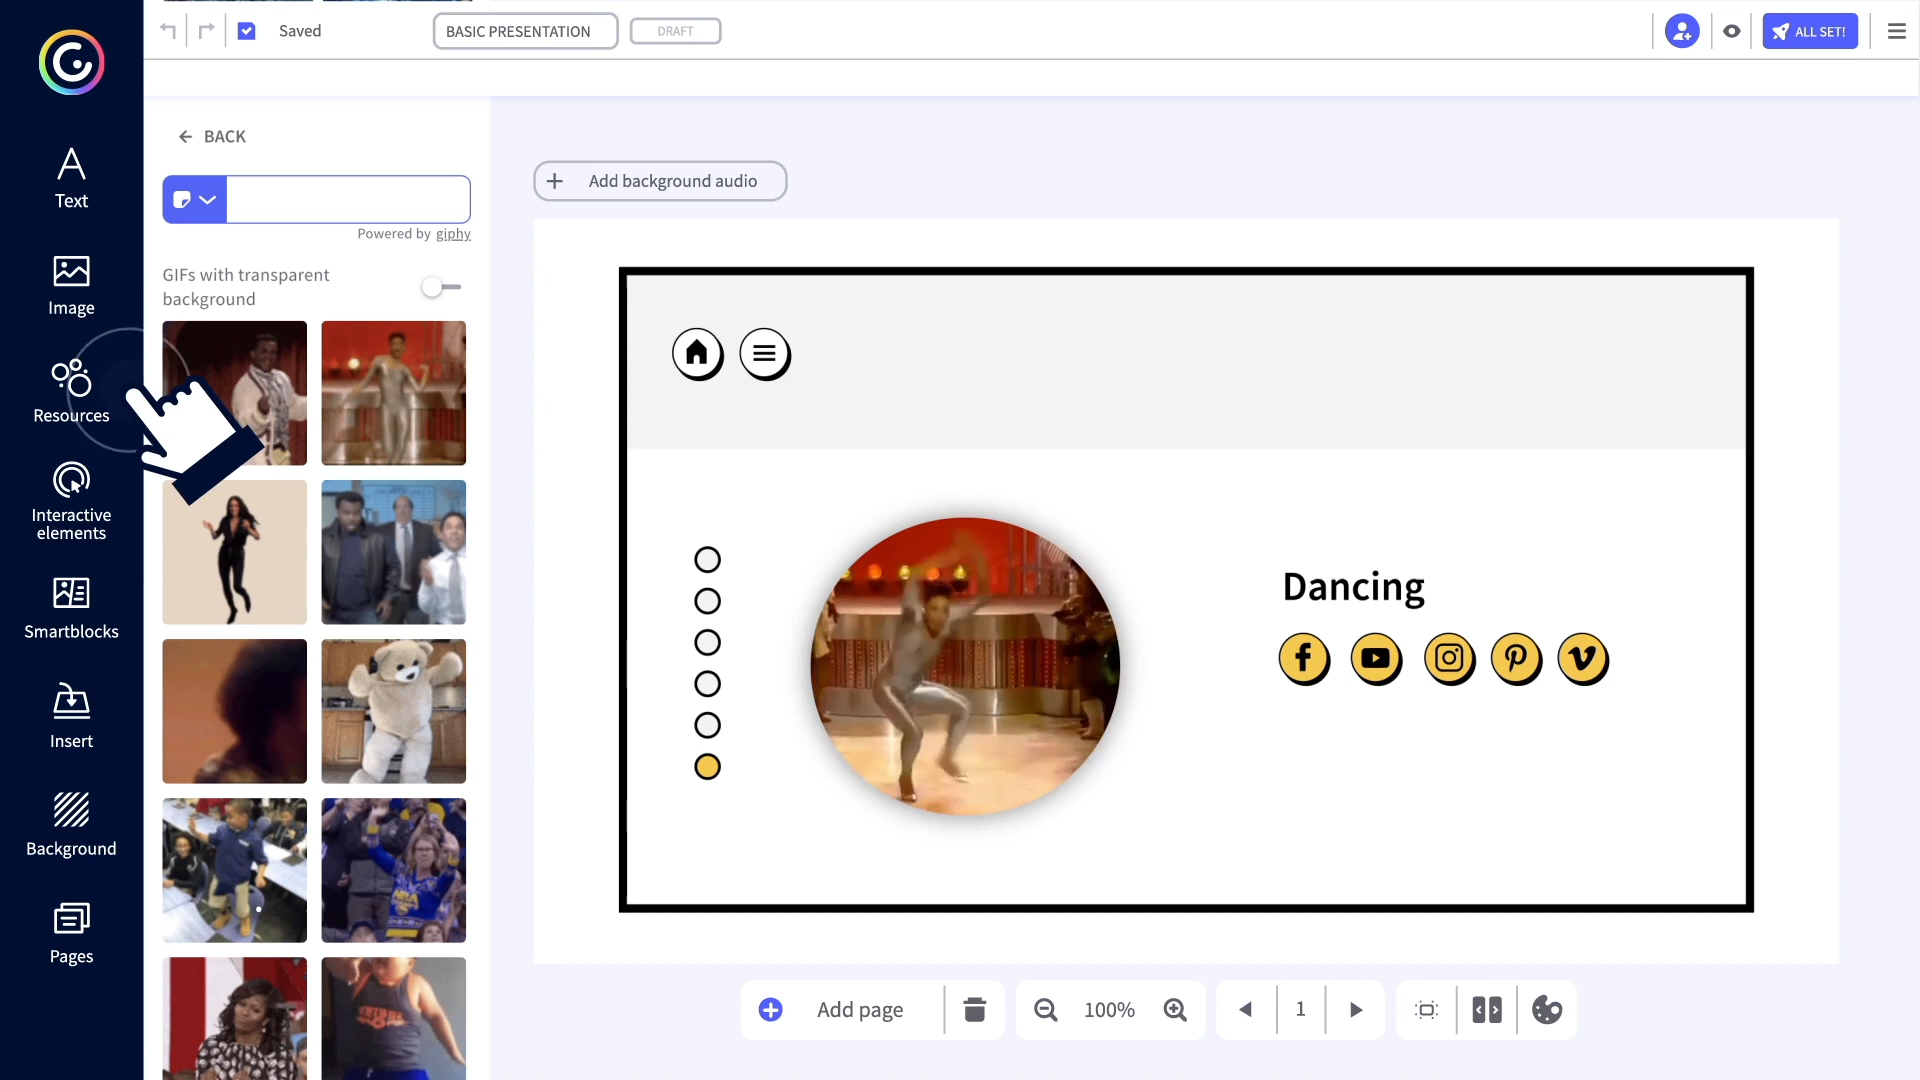 Saved
BASIC PRESENTATION
DRAFT
ALL SET!
BACK
Text
Add background audio
Powered by giphy
GIFs with transparent
background
Image
Resources
Interactive
elements
Dancing
Smartblocks
Insert
Background
Pages
Add page
100%
1